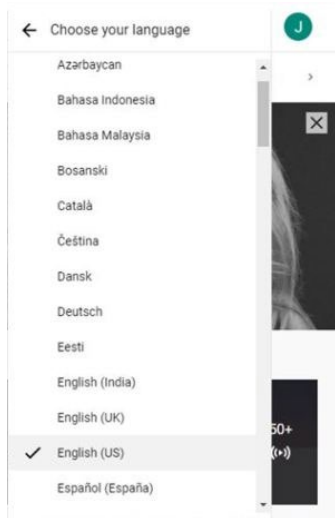 Choose your language
J
Azərbaycan
Bahasa Indonesia
Bahasa Malaysia
Bosanski
Català
Čeština
Dansk
Deutsch
Eesti
English (India)
English (UK)
50+
English (US)
Español (España)